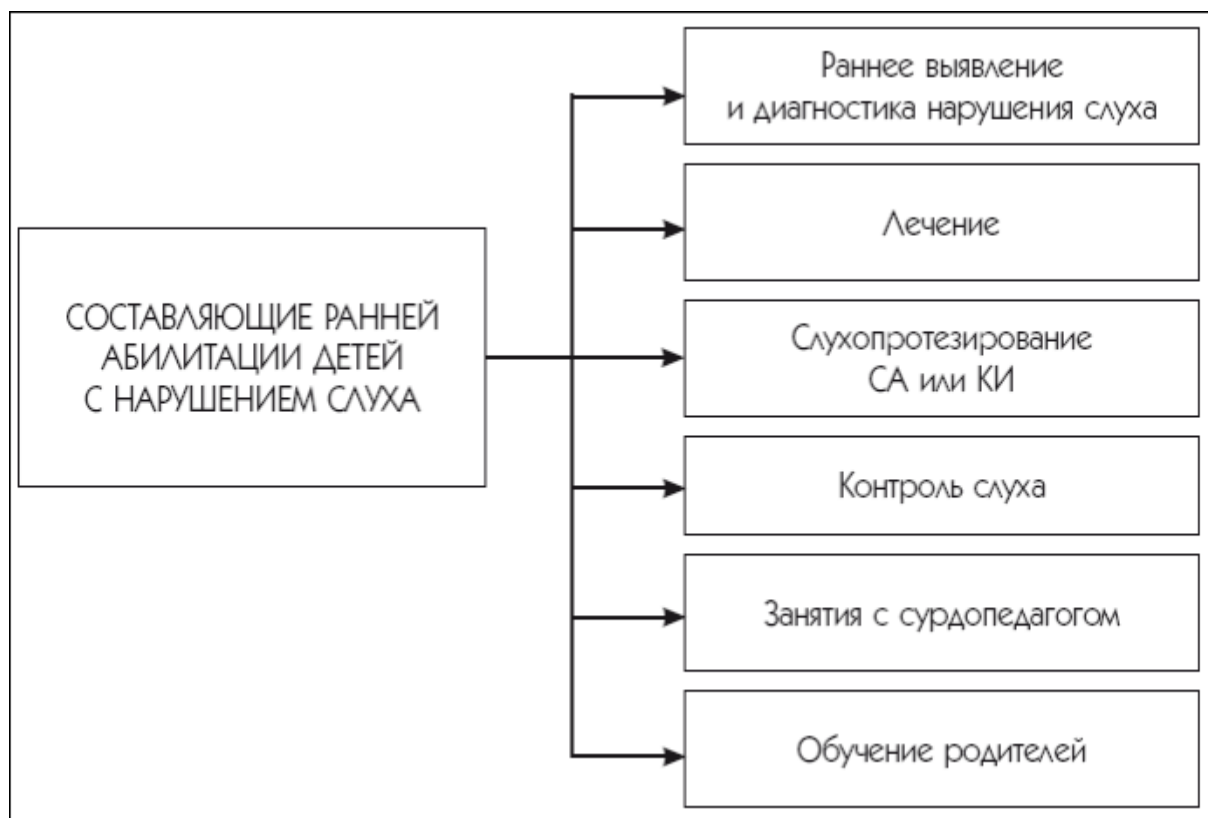 СОСТАВЛЯЮЩИЕ РАННЕЙ
АБИЛИТАЦИИ ДЕТЕЙ
С НАРУШЕНИЕМ СЛУХА
Раннее выявление
и диагностика нарушения слуха
Лечение
Слухопротезирование
СА или КИ
Контроль слуха
Занятия с сурдопедагогом
Обучение родителей